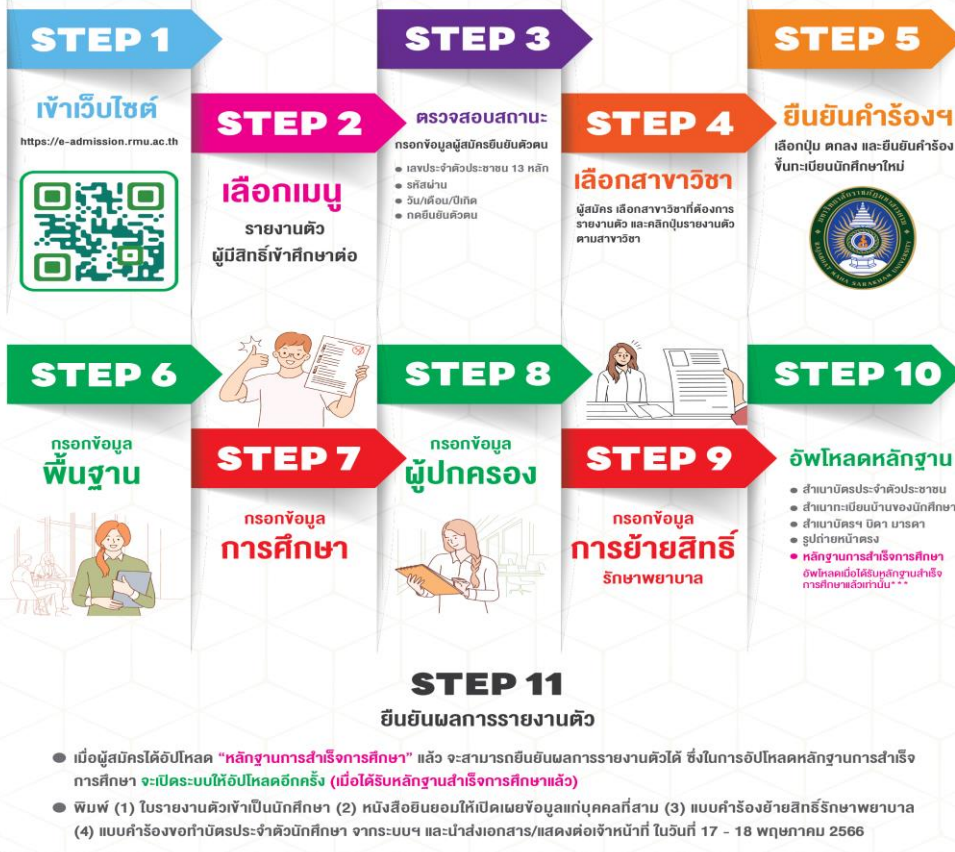 STEP 1
เข้าเว็บไซต์
https://e-admission.rmu.ac.th
STEP 2
เลือกเมนู
รายงานตัว
ผู้มีสิทธิ์เข้าศึกษาต่อ
STEP 3
ตรวจสอบสถานะ
กรอกข้อมูลผู้สมัครยืนยันตัวตน
● เลขประจำตัวประชาชน 13 หลัก
● รหัสผ่าน
● วัน/เดือน/ปีเกิด
● กดยืนยันตัวตน
STEP 4
เลือกสาขาวิชา
ผู้สมัคร เลือกสาขาวิชาที่ต้องการ
รายงานตัว และคลิกปุ่มรายงานตัว
ตามสาขาวิชา
STEP 5
ยืนยันคำร้องฯ
เลือกปุ่ม ตกลง และยืนยันคำร้อง
ขึ้นทะเบียนนักศึกษาใหม่
มหาวิทยาลัยราชภัฏมหาสารคาม
RAJABHAT MAHA SARAKHAM UNIVERSITY
STEP 6
กรอกข้อมูล
พื้นฐาน
STEP 7
กรอกข้อมูล
การศึกษา
STEP 8
กรอกข้อมูล
ผู้ปกครอง
STEP 9
กรอกข้อมูล
การย้ายสิทธิ์
รักษาพยาบาล
STEP 10
อัพโหลดหลักฐาน
● สำเนาบัตรประจำตัวประชาชน
● สำเนาทะเบียนบ้านของนักศึกษา
● สำเนาบัตรฯ บิดา มารดา
● รูปถ่ายหน้าตรง
● หลักฐานการสำเร็จการศึกษา
อัพโหลดเมื่อได้รับหลักฐานสำเร็จ
การศึกษาแล้วเท่านั้น***
STEP 11
ยืนยันผลการรายงานตัว
● เมื่อผู้สมัครได้อัปโหลด “หลักฐานการสำเร็จการศึกษา” แล้ว จะสามารถยืนยันผลการรายงานตัวได้ ซึ่งในการอัปโหลดหลักฐานการสำเร็จ
การศึกษา จะเปิดระบบให้อัปโหลดอีกครั้ง (เมื่อได้รับหลักฐานสำเร็จการศึกษาแล้ว)
● พิมพ์ (1) ใบรายงานตัวเข้าเป็นนักศึกษา (2) หนังสือยินยอมให้เปิดเผยข้อมูลแก่บุคคลที่สาม (3) แบบคำร้องย้ายสิทธิ์รักษาพยาบาล
(4) แบบคำร้องขอทำบัตรประจำตัวนักศึกษา จากระบบฯ และนำส่งเอกสาร/แสดงต่อเจ้าหน้าที่ ในวันที่ 17 - 18 พฤษภาคม 2566